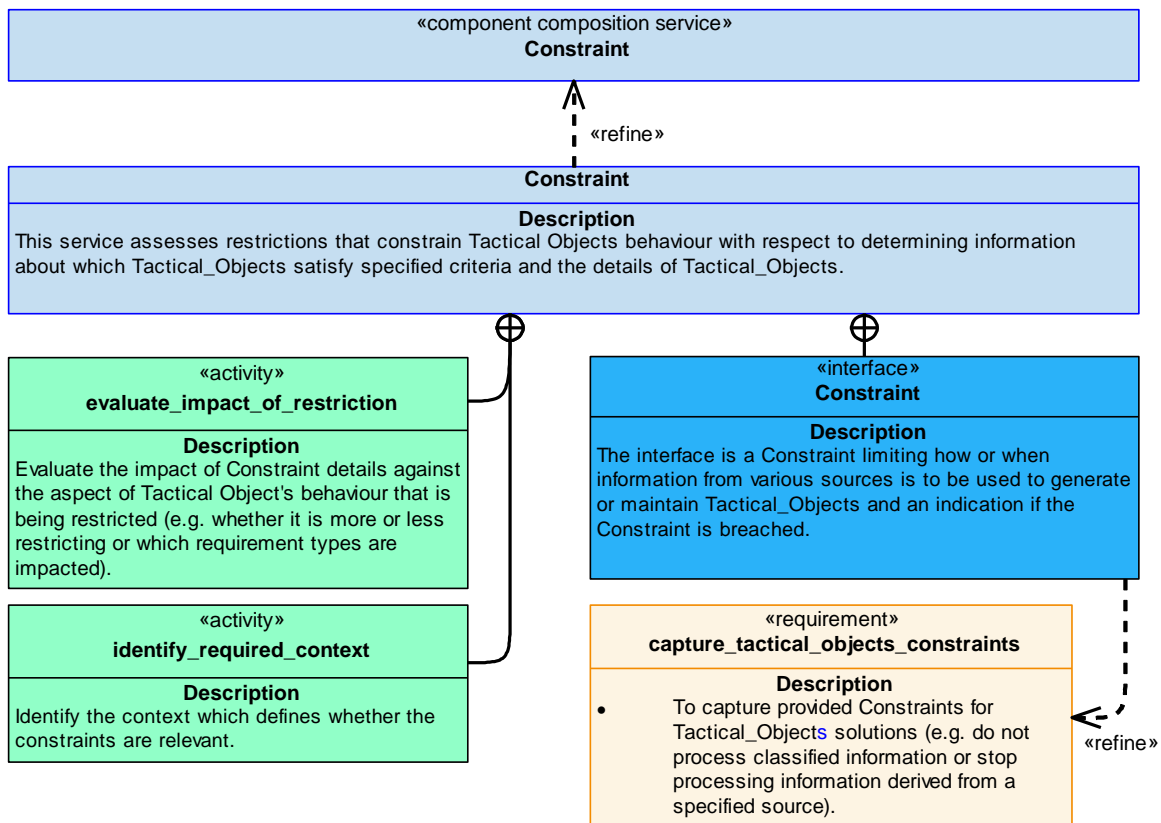 «component composition service»
Constraint
«refine»
Constraint
Description
This service assesses restrictions that constrain Tactical Objects behaviour with respect to determining information
about which Tactical_Objects satisfy specified criteria and the details of Tactical_Objects.
«activity»
evaluate_impact_of_restriction
Description
Evaluate the impact of Constraint details against
the aspect of Tactical Object's behaviour that is
being restricted (e.g. whether it is more or less
restricting or which requirement types are
impacted).
«interface»
Constraint
Description
The interface is a Constraint limiting how or when
information from various sources is to be used to generate
or maintain Tactical_Objects and an indication if the
Constraint is breached.
«activity»
identify_required_context
Description
Identify the context which defines whether the
constraints are relevant.
«requirement»
capture_tactical_objects_constraints
Description
• To capture provided Constraints for
Tactical_Objects solutions (e.g. do not
process classified information or stop
processing information derived from a
specified source).
«refine»